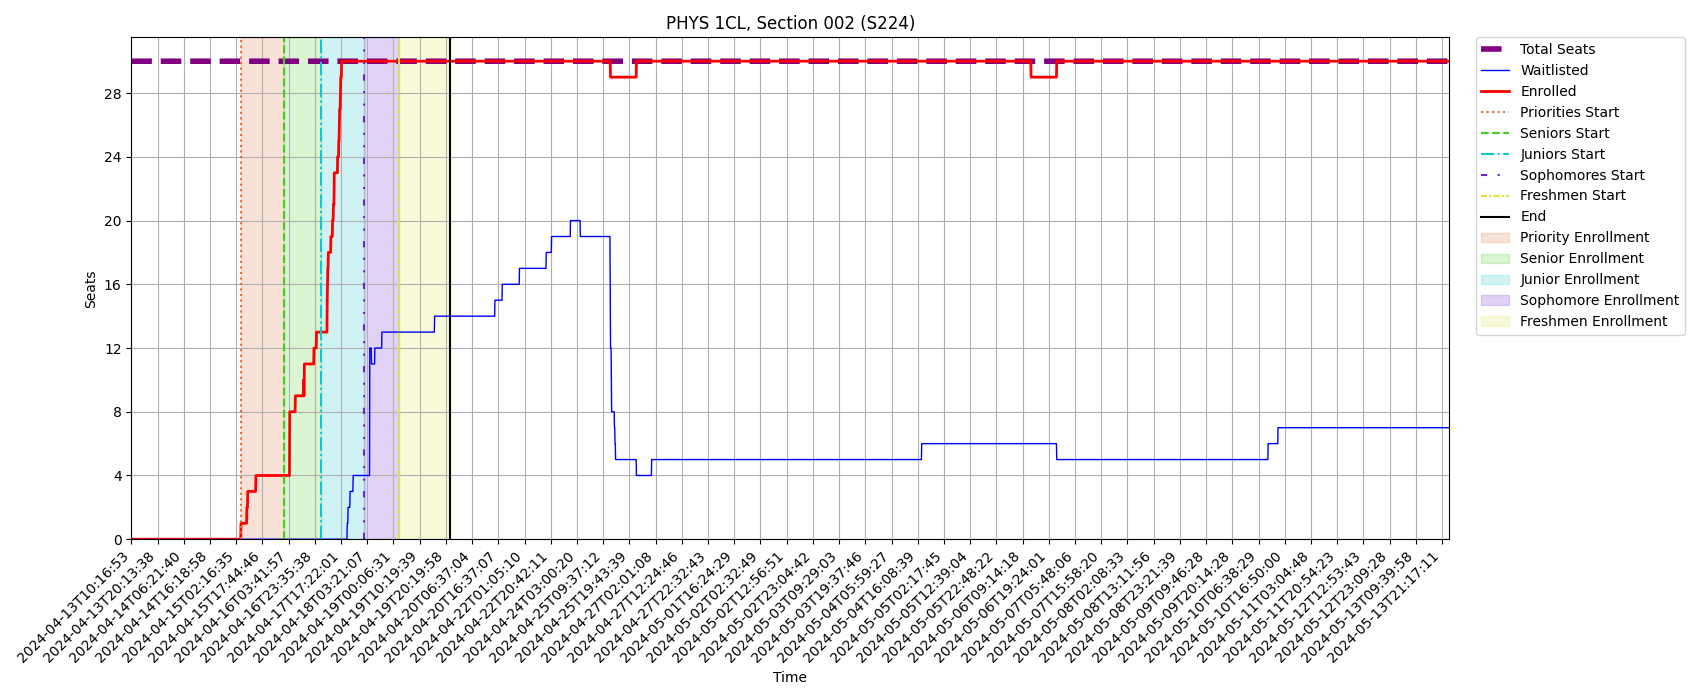 PHYS 1CL, Section 002 (S224)
Total Seats
Waitlisted
Enrolled
Priorities Start
Seniors Start
Juniors Start
Sophomores Start
Freshmen Start
End
Priority Enrollment
Senior Enrollment
Junior Enrollment
Sophomore Enrollment
Freshmen Enrollment
Seats
28
24
20
16
12
8
4
0
2024-04-13T10:16:53
2024-04-13T20:13:38
2024-04-14T06:21:40
2024-04-14T16:18:58
2024-04-15T02:16:35
2024-04-15T17:44:46
2024-04-16T03:41:57
2024-04-16T23:35:38
2024-04-17T17:22:01
2024-04-18T03:21:07
2024-04-19T00:06:31
2024-04-19T10:19:39
2024-04-19T20:19:58
2024-04-20T06:37:04
2024-04-20T16:37:07
2024-04-22T01:05:10
2024-04-22T20:42:11
2024-04-24T03:00:20
2024-04-25T09:37:12
2024-04-25T19:43:39
2024-04-27T02:01:08
2024-04-27T12:24:46
2024-04-27T22:32:43
2024-05-01T16:24:29
2024-05-02T02:32:49
2024-05-02T12:56:51
2024-05-02T23:04:42
2024-05-03T09:29:03
2024-05-03T19:37:46
2024-05-04T05:59:27
2024-05-04T16:08:39
2024-05-05T02:17:45
2024-05-05T12:39:04
2024-05-05T22:48:22
2024-05-06T09:14:18
2024-05-06T19:24:01
2024-05-07T05:48:06
2024-05-07T15:58:20
2024-05-08T02:08:33
2024-05-08T13:11:56
2024-05-08T23:21:39
2024-05-09T09:46:28
2024-05-09T20:14:28
2024-05-10T06:38:29
2024-05-10T16:50:00
2024-05-11T03:04:48
2024-05-11T20:54:23
2024-05-12T12:53:43
2024-05-12T23:09:28
2024-05-13T09:39:58
2024-05-13T21:17:11
Time